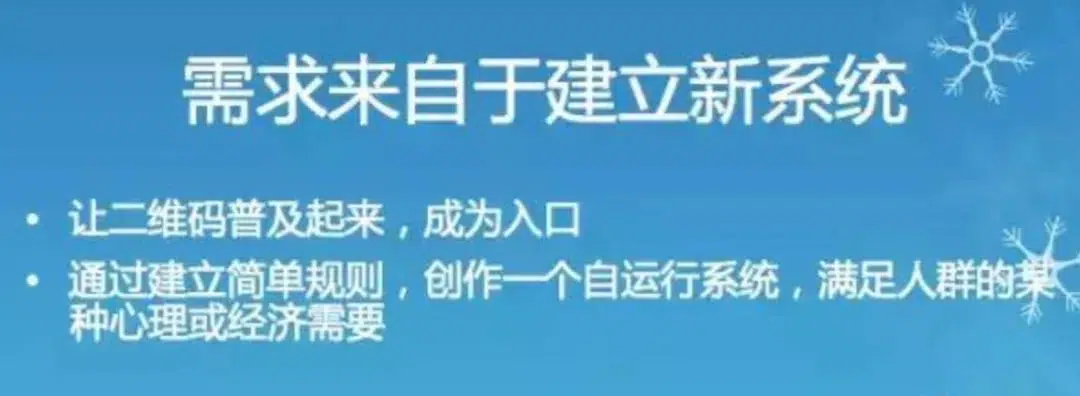 需求来自于建立新系统
• 让二维码普及起来，成为入口
• 通过建立简单规则，创作一个自运行系统，满足人群的某
种心理或经济需要